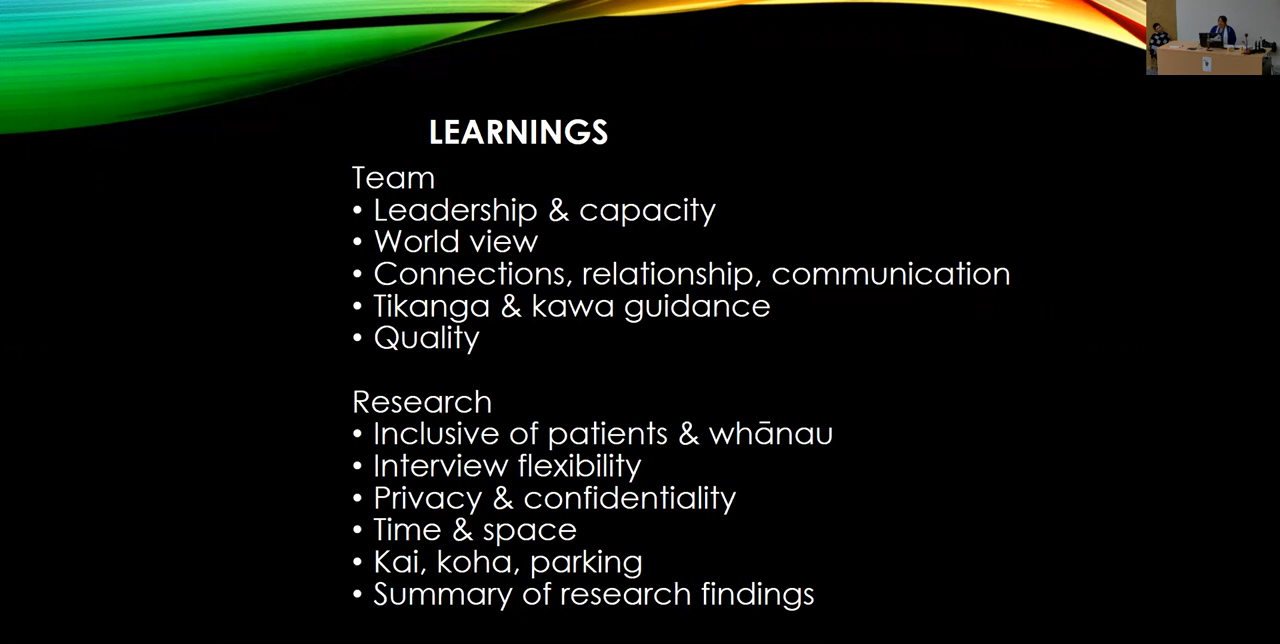 LEARNINGS
Team
• Leadership & capacity
• World view
• Connections, relationship, communication
• Tikanga & kawa guidance
• Quality
Research
• Inclusive of patients & whānau
• Interview flexibility
• Privacy & confidentiality
• Time & space
• Kai, koha, parking
• Summary of research findings